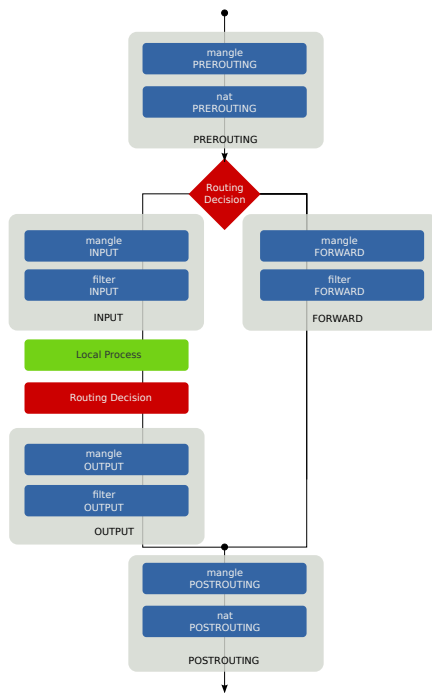 mangle
PREROUTING
nat
PREROUTING
PREROUTING
Routing
Decision
mangle
INPUT
filter
INPUT
INPUT
mangle
FORWARD
filter
FORWARD
FORWARD
Local Process
Routing Decision
mangle
OUTPUT
filter
OUTPUT
OUTPUT
mangle
POSTROUTING
nat
POSTROUTING
POSTROUTING